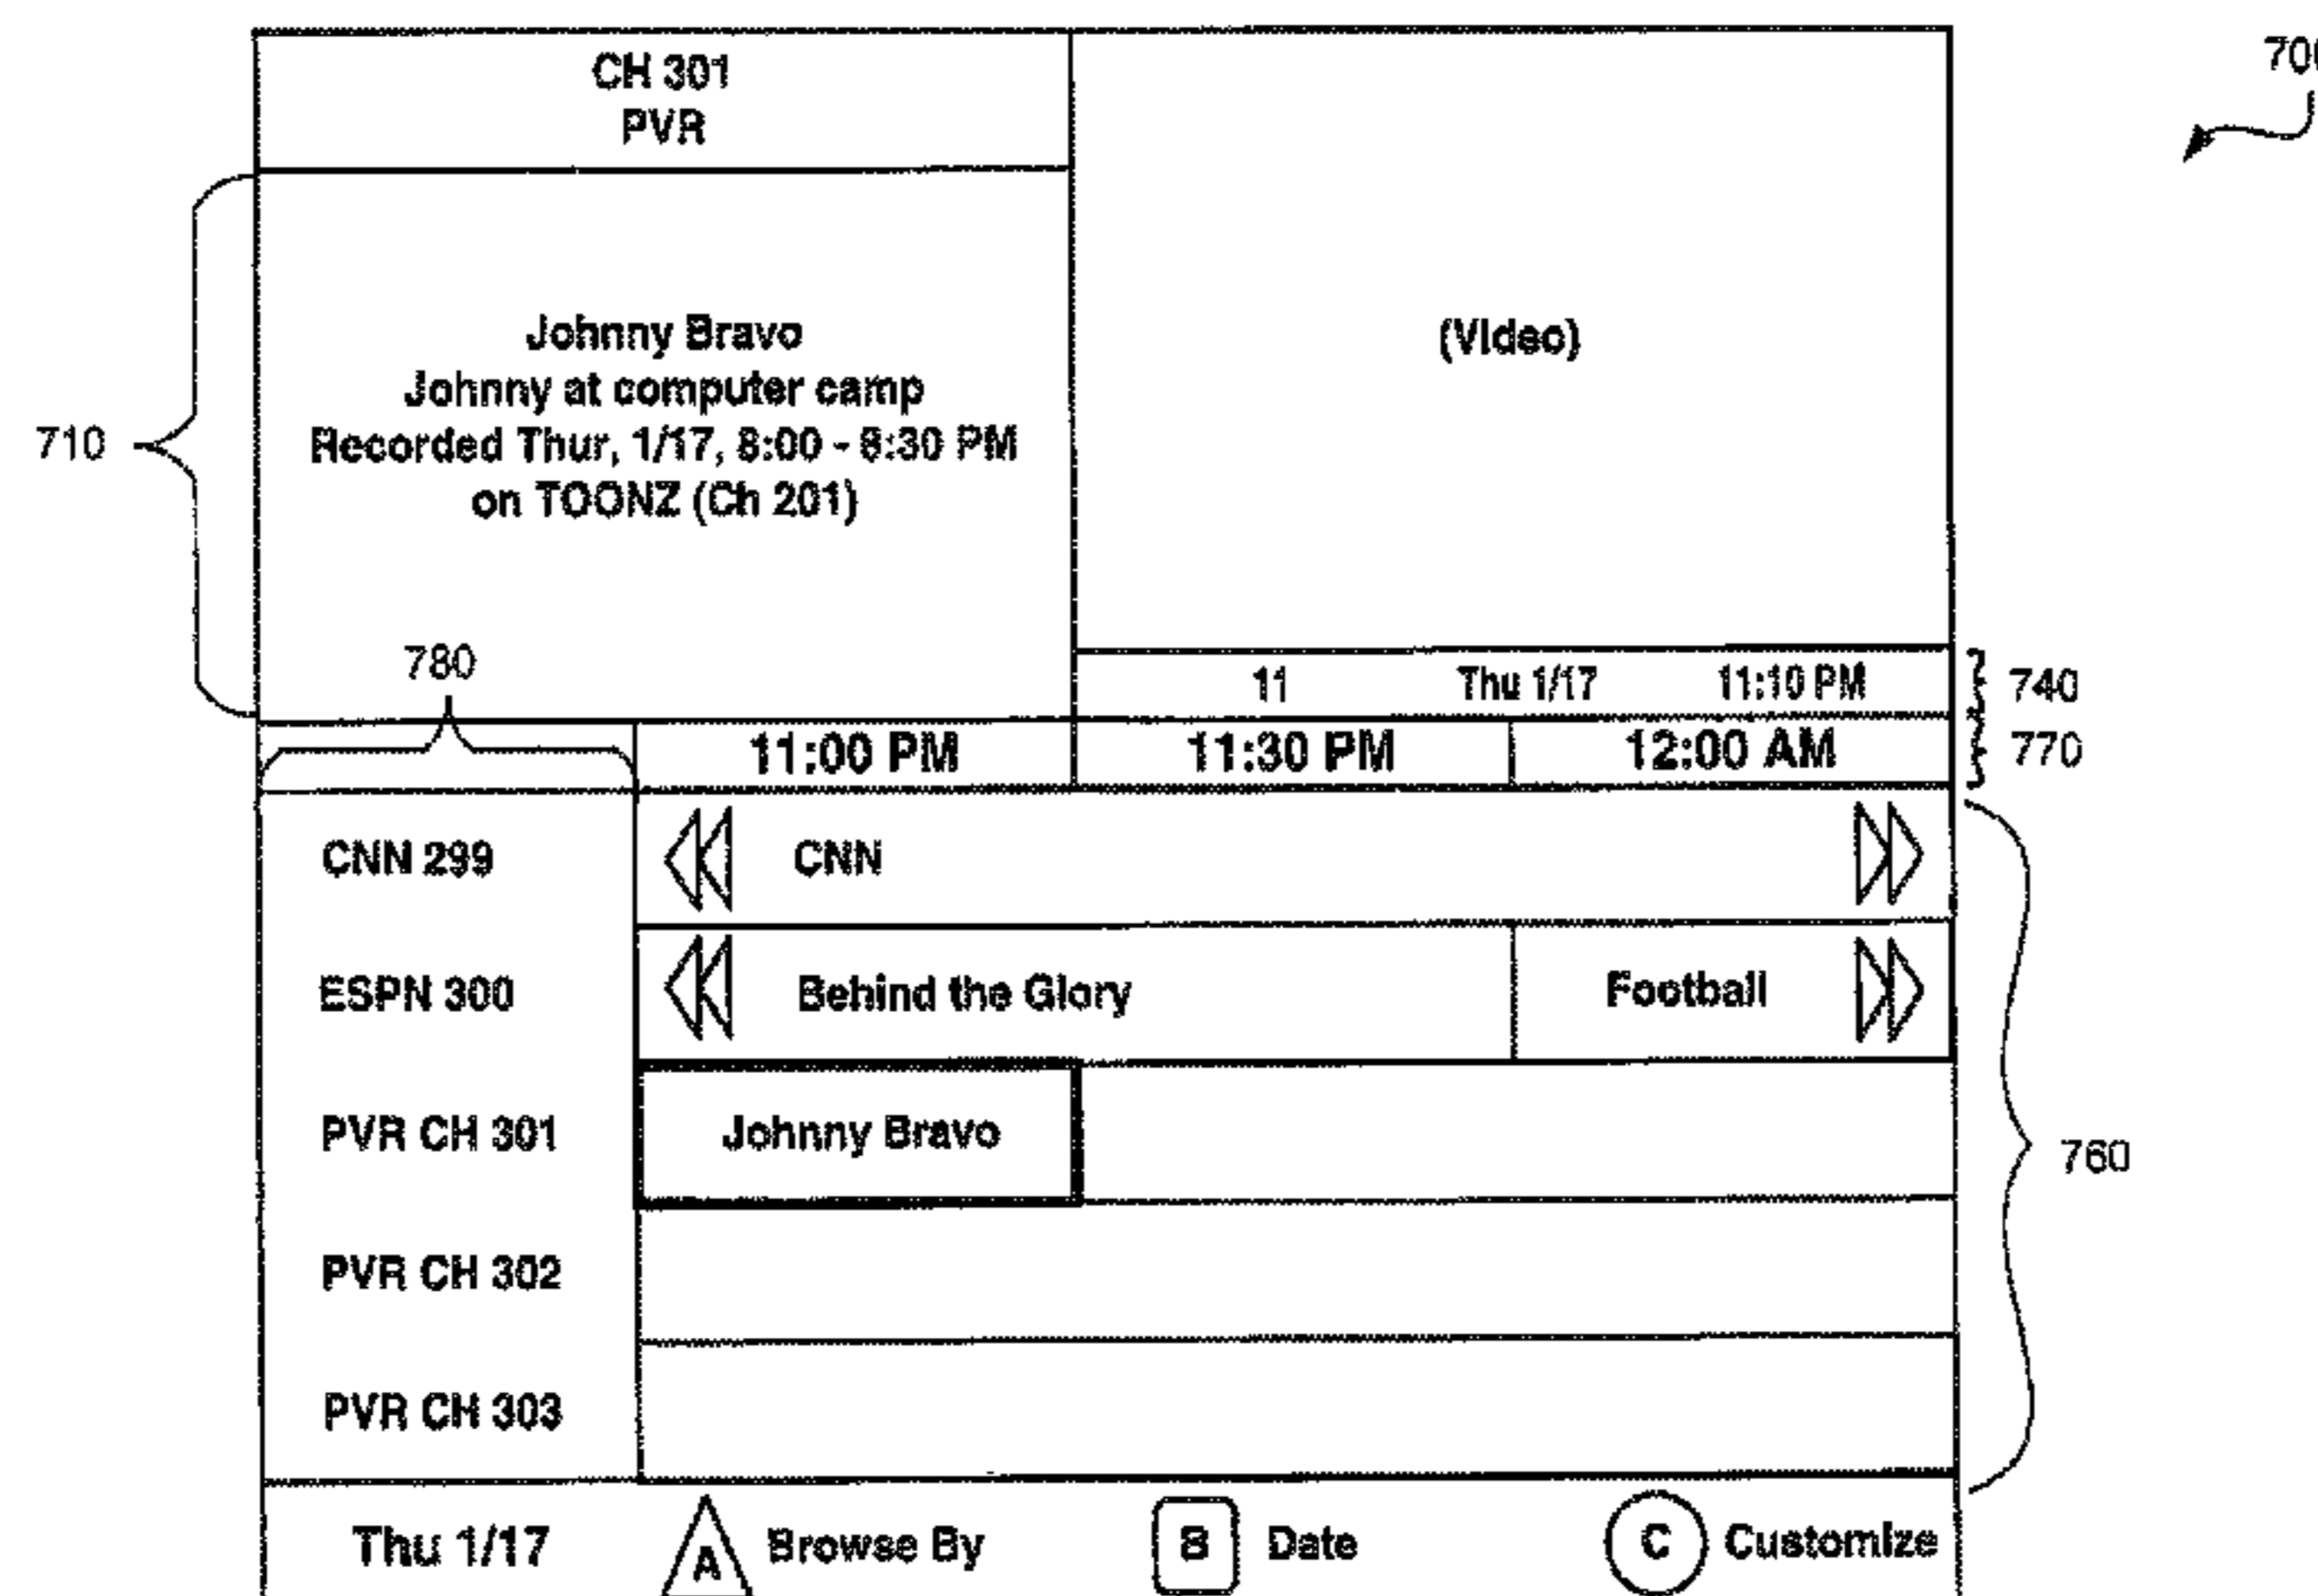 CH 301
PVR
700
Johnny Bravo
Johnny at computer camp
Recorded Thur, 1/17, 8:00 - 8:30 PM
on TOONZ (Ch 201)
(Video)
710
780
11 Thu 1/17 11:10 PM
740
11:00 PM 11:30 PM 12:00 AM
770
CNN 299 CNN
ESPN 300 Behind the Glory Football
PVR CH 301 Johnny Bravo
760
PVR CH 302
PVR CH 303
Thu 1/17 A Browse By B Date C Customize